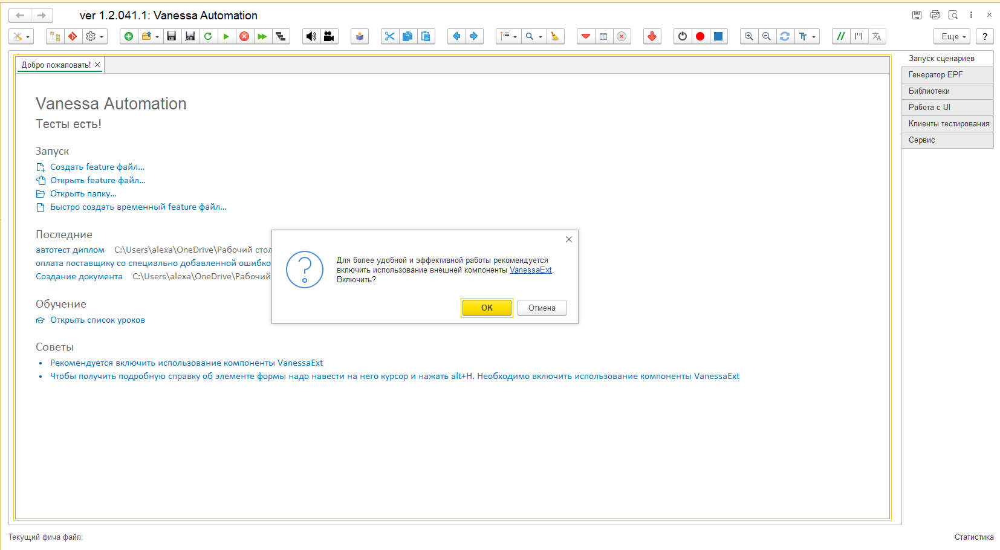 ver 1.2.041.1: Vanessa Automation
Еще
?
Добро пожаловать!
Vanessa Automation
Тесты есть!
Запуск
Создать feature файл...
Открыть feature файл...
Открыть папку...
Быстро создать временный feature файл...
Последние
автотест диплом C:\Users\alexa\OneDrive\Рабочий стол
оплата поставщику со специально добавленной ошибко
Создание документа C:\Users\alexa\OneDrive\Рабочий
Обучение
Открыть список уроков
Советы
Рекомендуется включить использование компоненты VanessaExt
Чтобы получить подробную справку об элементе формы надо навести на него курсор и нажать alt+H. Необходимо включить использование компоненты VanessaExt
Для более удобной и эффективной работы рекомендуется
включить использование внешней компоненты VanessaExt.
Включить?
OK
Отмена
Запуск сценариев
Генератор EPF
Библиотеки
Работа с UI
Клиенты тестирования
Сервис
Текущий фича файл:
Статистика